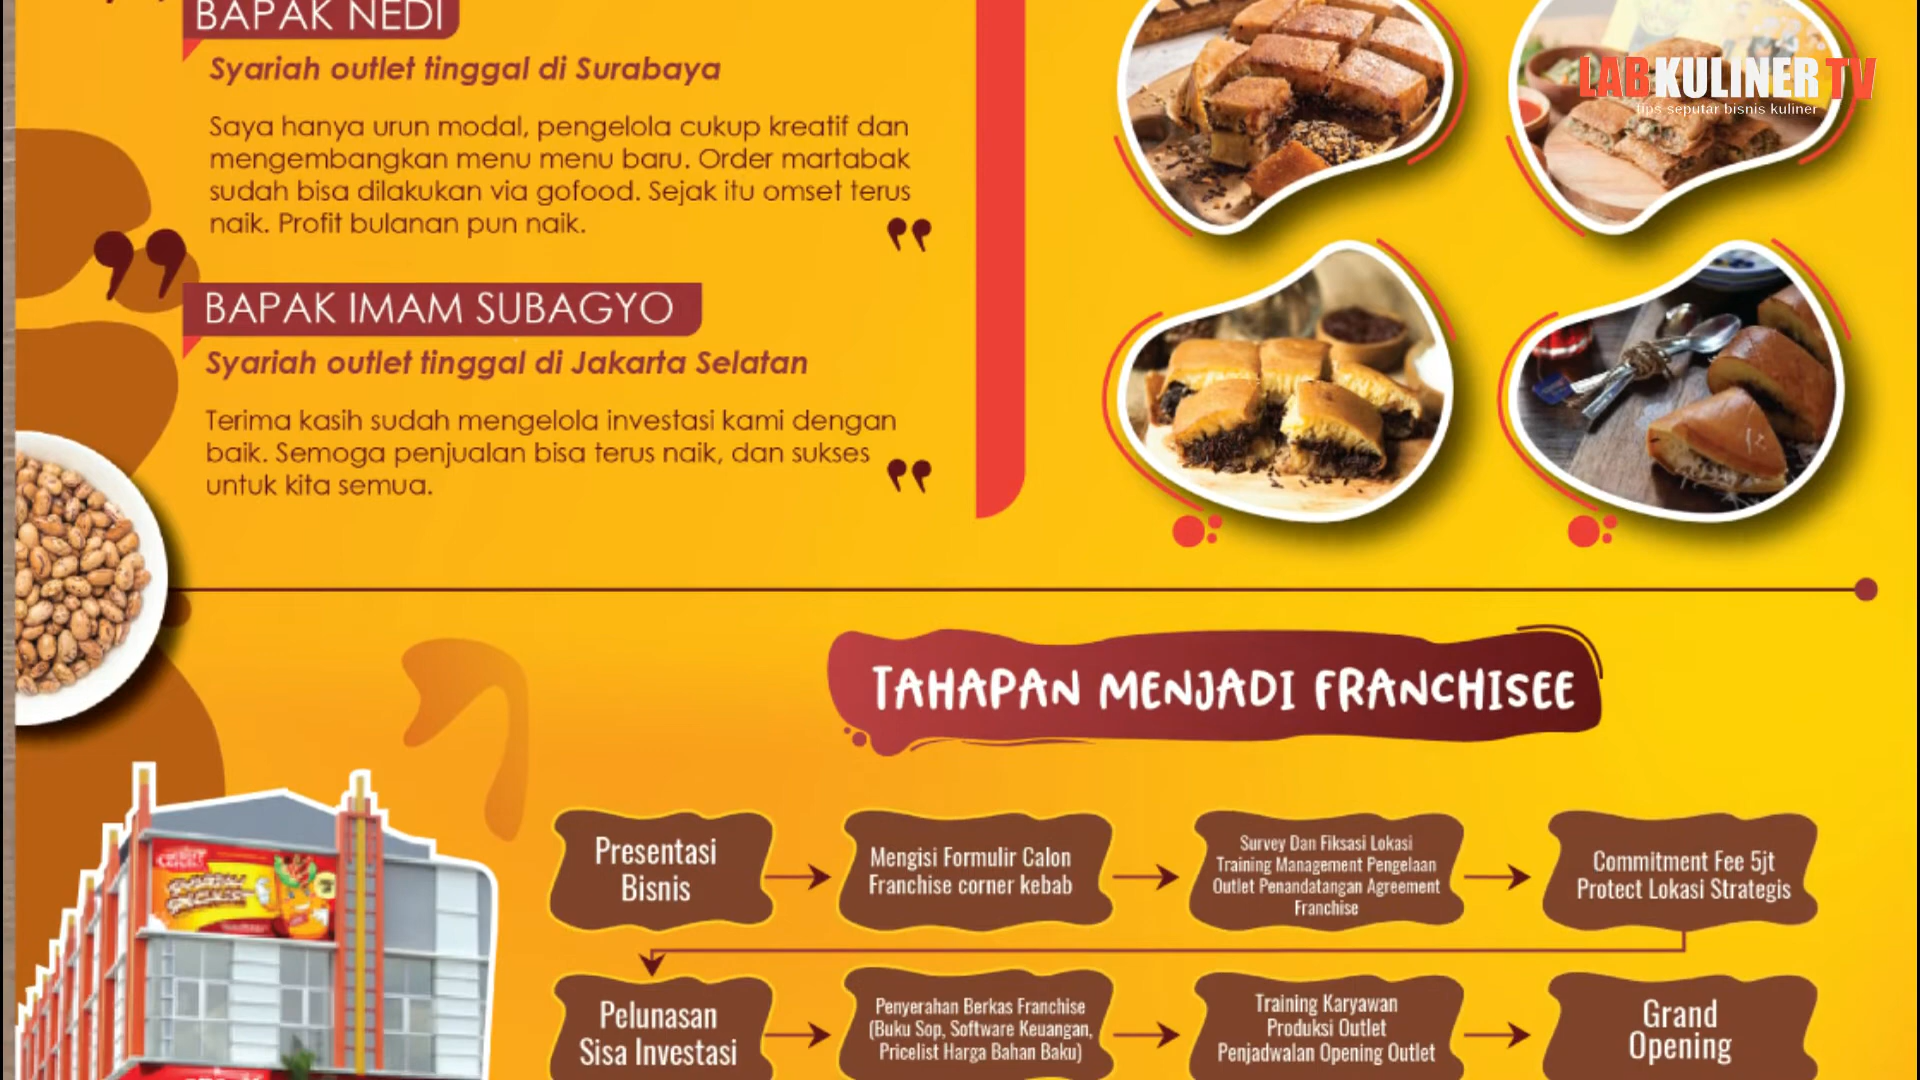 BAPAK NEDI
Syariah outlet tinggal di Surabaya
Saya hanya urun modal, pengelola cukup kreatif dan
mengembangkan menu menu baru. Order martabak
sudah bisa dilakukan via gofood. Sejak itu omset terus
naik. Profit bulanan pun naik.
BAPAK IMAM SUBAGYO
Syariah outlet tinggal di Jakarta Selatan
Terima kasih sudah mengelola investasi kami dengan
baik. Semoga penjualan bisa terus naik, dan sukses
untuk kita semua.
LABKULINER TV
tips seputar bisnis kuliner
TAHAPAN MENJADI FRANCHISEE
Presentasi
Bisnis
Mengisi Formulir Calon
Franchise corner kebab
Survey Dan Fiksasi Lokasi
Training Management Pengelaan
Outlet Penandatangan Agreement
Franchise
Commitment Fee 5jt
Protect Lokasi Strategis
Pelunasan
Sisa Investasi
Penyerahan Berkas Franchise
(Buku Sop, Software Keuangan,
Pricelist Harga Bahan Baku)
Training Karyawan
Produksi Outlet
Penjadwalan Opening Outlet
Grand
Opening